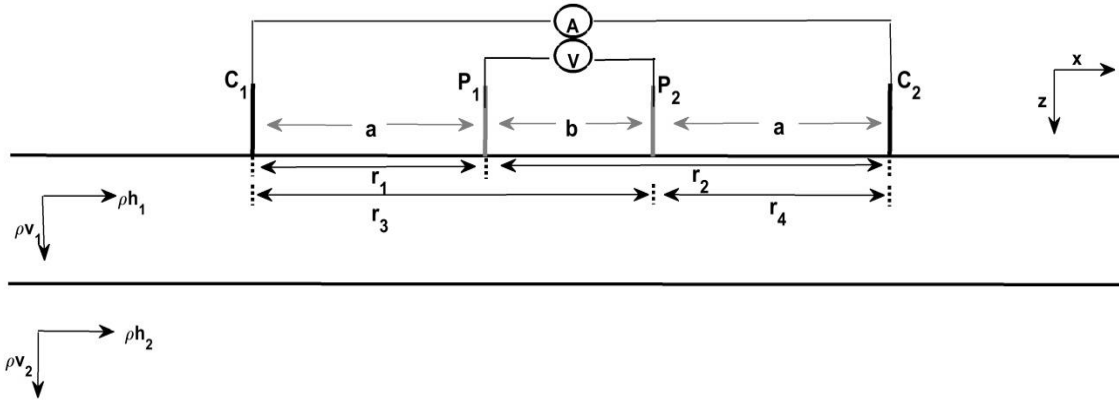 A
V
C₁ P₁ P₂ C₂
x
z
a b a
r₁ r₂
r₃ r₄
ρh₁
ρv₁
ρh₂
ρv₂